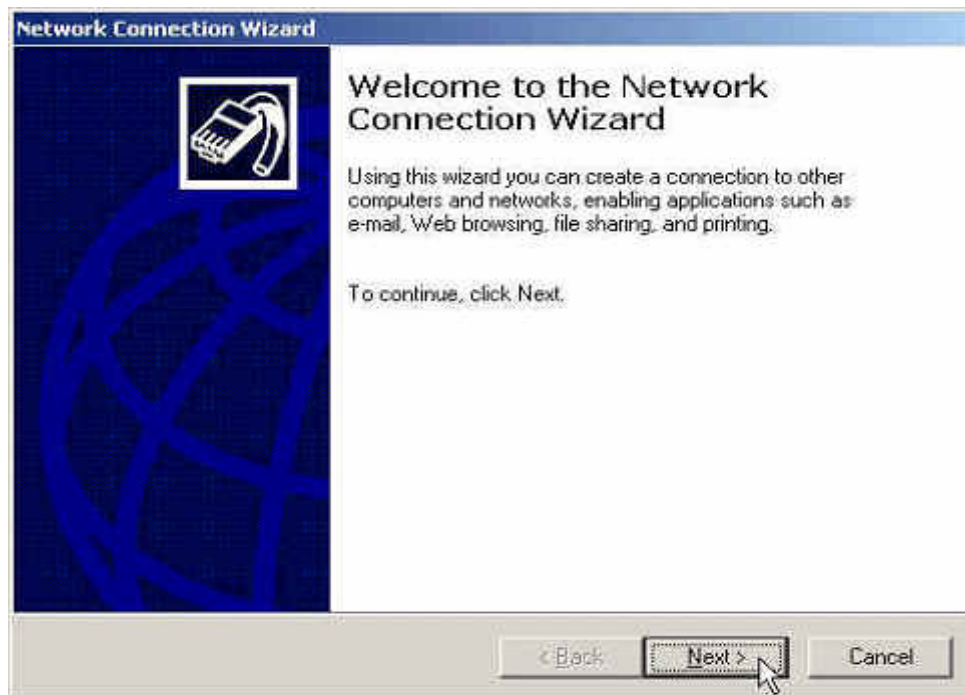 Network Connection Wizard
Welcome to the Network
Connection Wizard
Using this wizard you can create a connection to other
computers and networks, enabling applications such as
e-mail, Web browsing, file sharing, and printing.
To continue, click Next.
< Back Next > Cancel